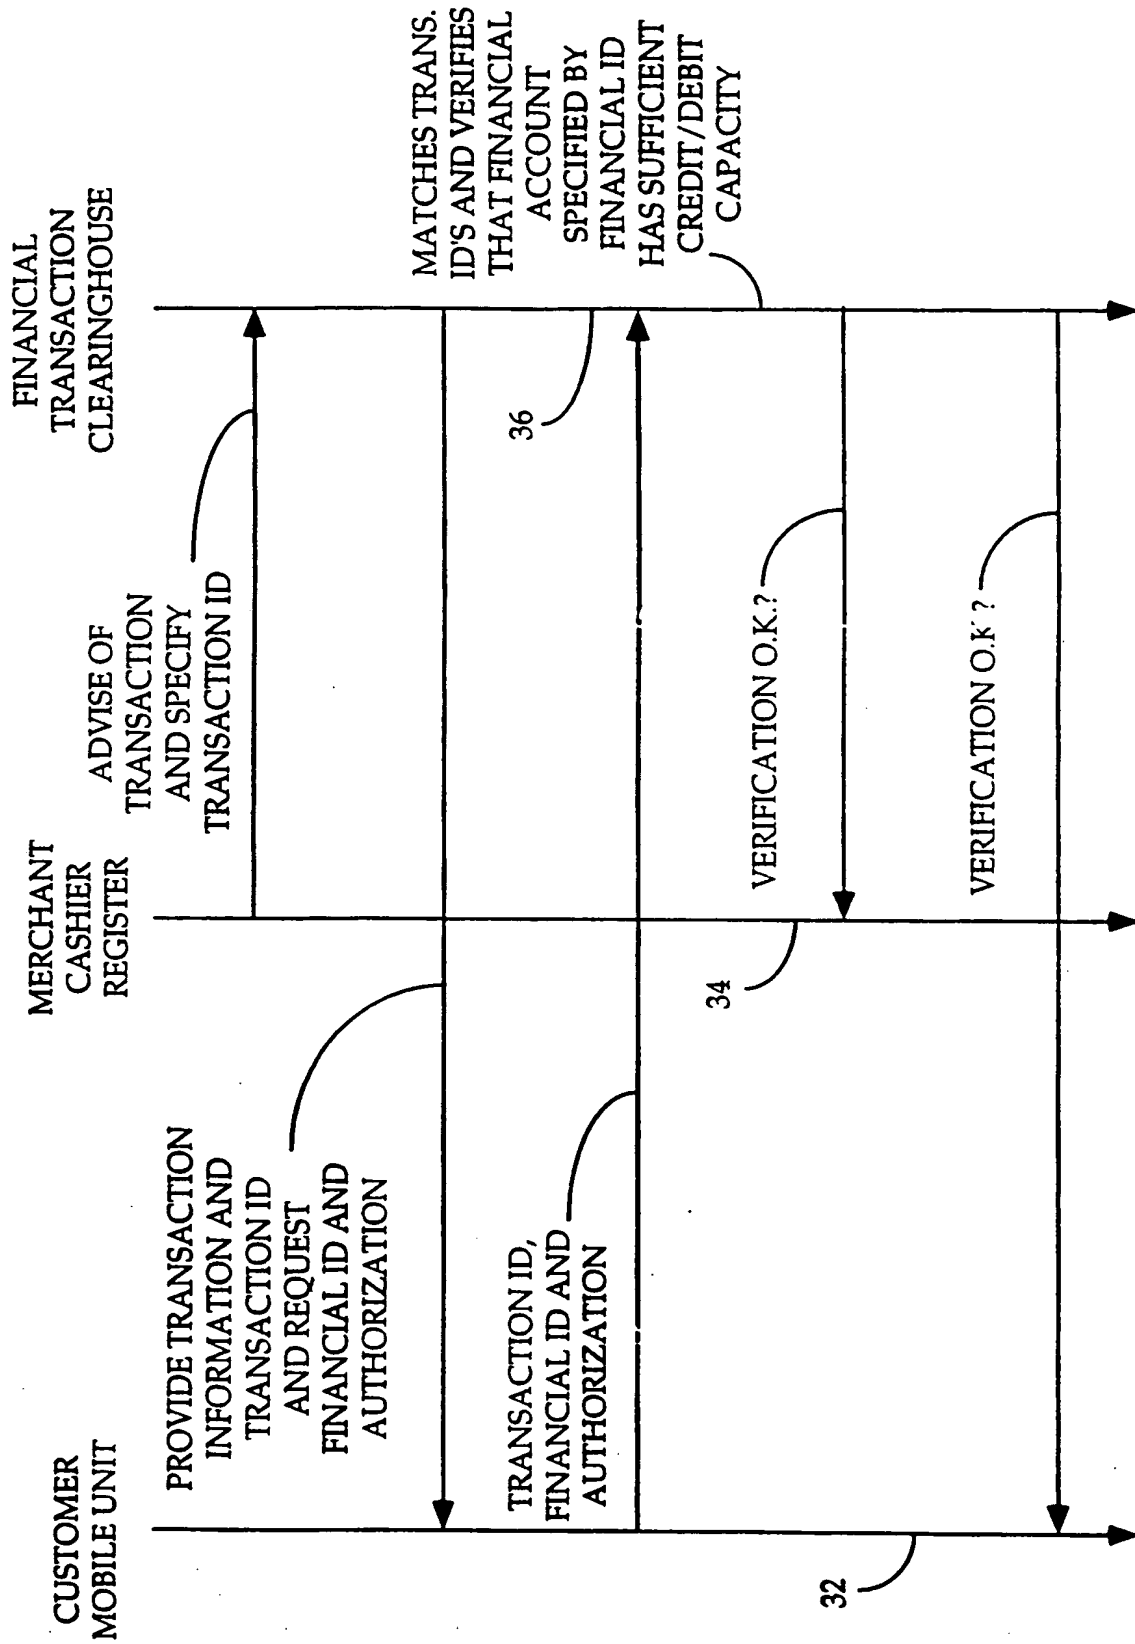 CUSTOMER
MOBILE UNIT
MERCHANT
CASHIER
REGISTER
FINANCIAL
TRANSACTION
CLEARINGHOUSE
ADVISE OF
TRANSACTION
AND SPECIFY
TRANSACTION ID
PROVIDE TRANSACTION
INFORMATION AND
TRANSACTION ID
AND REQUEST
FINANCIAL ID AND
AUTHORIZATION
MATCHES TRANS.
ID'S AND VERIFIES
THAT FINANCIAL
ACCOUNT
SPECIFIED BY
FINANCIAL ID
HAS SUFFICIENT
CREDIT/DEBIT
CAPACITY
36
TRANSACTION ID,
FINANCIAL ID AND
AUTHORIZATION
34
VERIFICATION O.K.?
32
VERIFICATION O.K ?